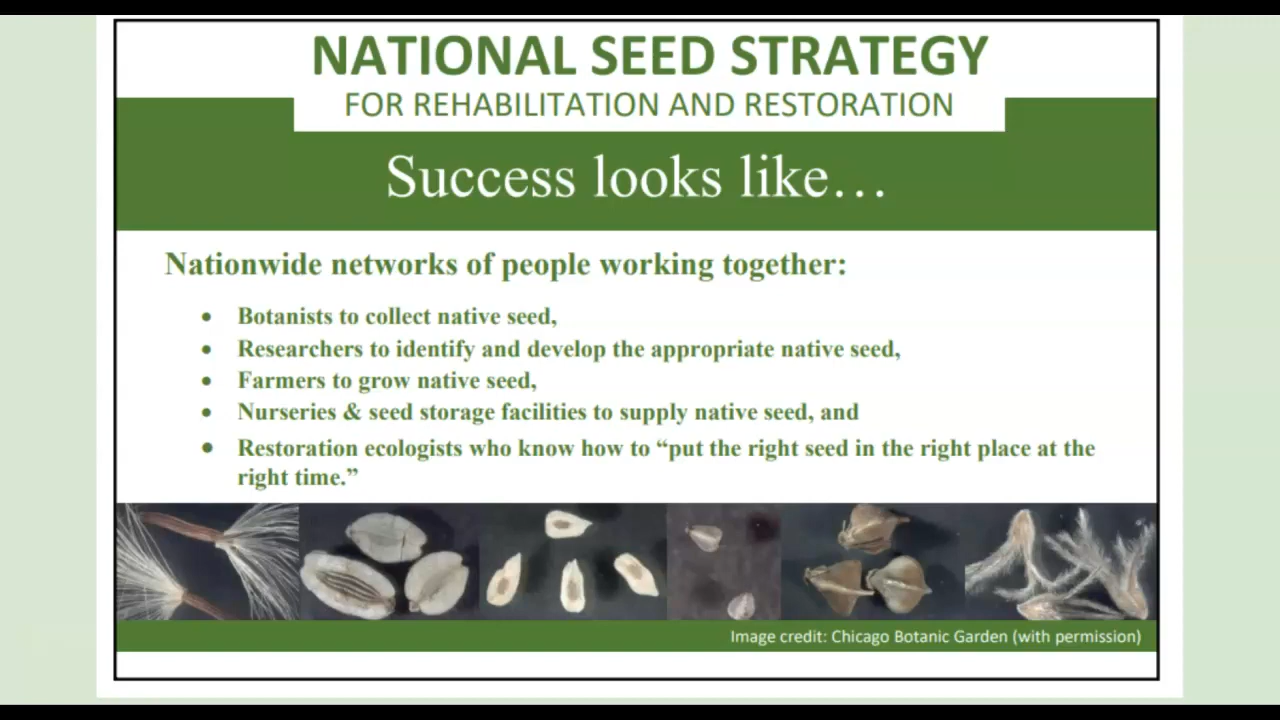 NATIONAL SEED STRATEGY
FOR REHABILITATION AND RESTORATION
Success looks like…
Nationwide networks of people working together:
• Botanists to collect native seed,
• Researchers to identify and develop the appropriate native seed,
• Farmers to grow native seed,
• Nurseries & seed storage facilities to supply native seed, and
• Restoration ecologists who know how to “put the right seed in the right place at the
right time.”
Image credit: Chicago Botanic Garden (with permission)